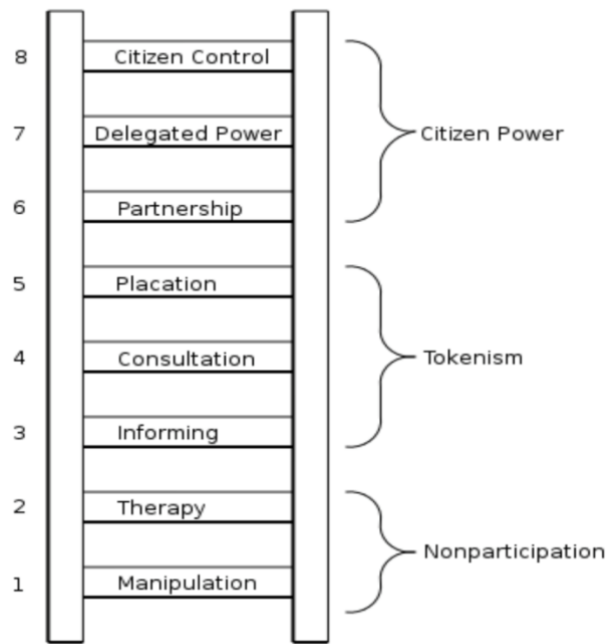 8 Citizen Control
7 Delegated Power Citizen Power
6 Partnership
5 Placation
4 Consultation Tokenism
3 Informing
2 Therapy
Nonparticipation
1 Manipulation